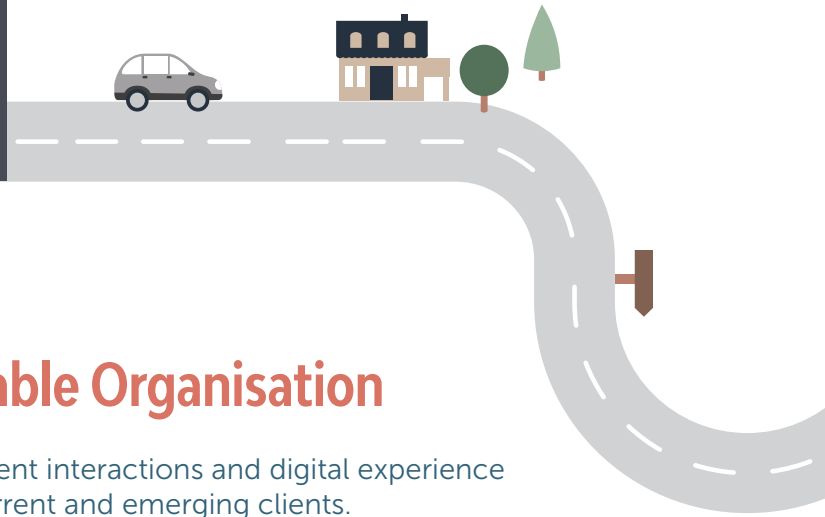 able Organisation
ent interactions and digital experience
rrent and emerging clients.